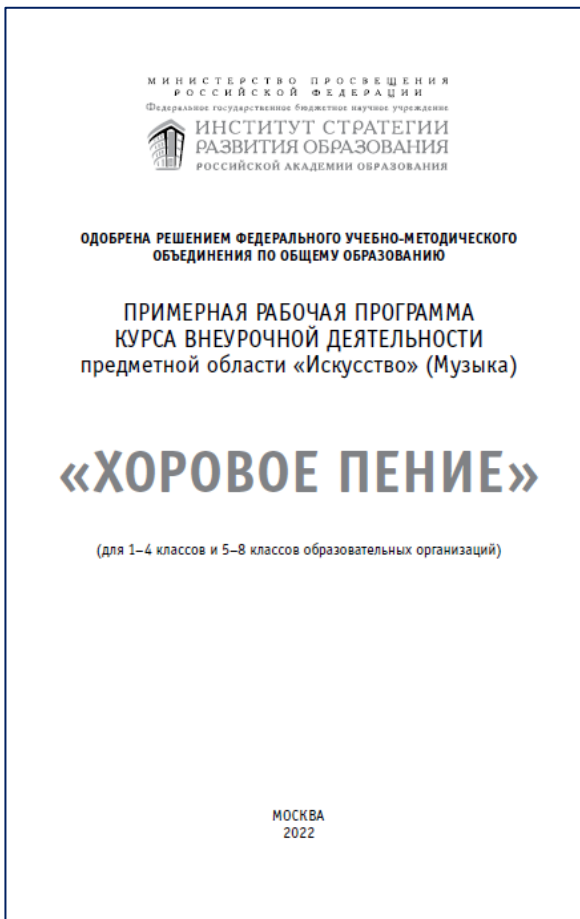 МИНИСТЕРСТВО ПРОСВЕЩЕНИЯ
РОССИЙСКОЙ ФЕДЕРАЦИИ
Федеральное государственное бюджетное научное учреждение
ИНСТИТУТ СТРАТЕГИИ
РАЗВИТИЯ ОБРАЗОВАНИЯ
РОССИЙСКОЙ АКАДЕМИИ ОБРАЗОВАНИЯ
ОДОБРЕНА РЕШЕНИЕМ ФЕДЕРАЛЬНОГО УЧЕБНО-МЕТОДИЧЕСКОГО
ОБЪЕДИНЕНИЯ ПО ОБЩЕМУ ОБРАЗОВАНИЮ
ПРИМЕРНАЯ РАБОЧАЯ ПРОГРАММА
КУРСА ВНЕУРОЧНОЙ ДЕЯТЕЛЬНОСТИ
предметной области «Искусство» (Музыка)
«ХОРОВОЕ ПЕНИЕ»
(для 1–4 классов и 5–8 классов образовательных организаций)
МОСКВА
2022